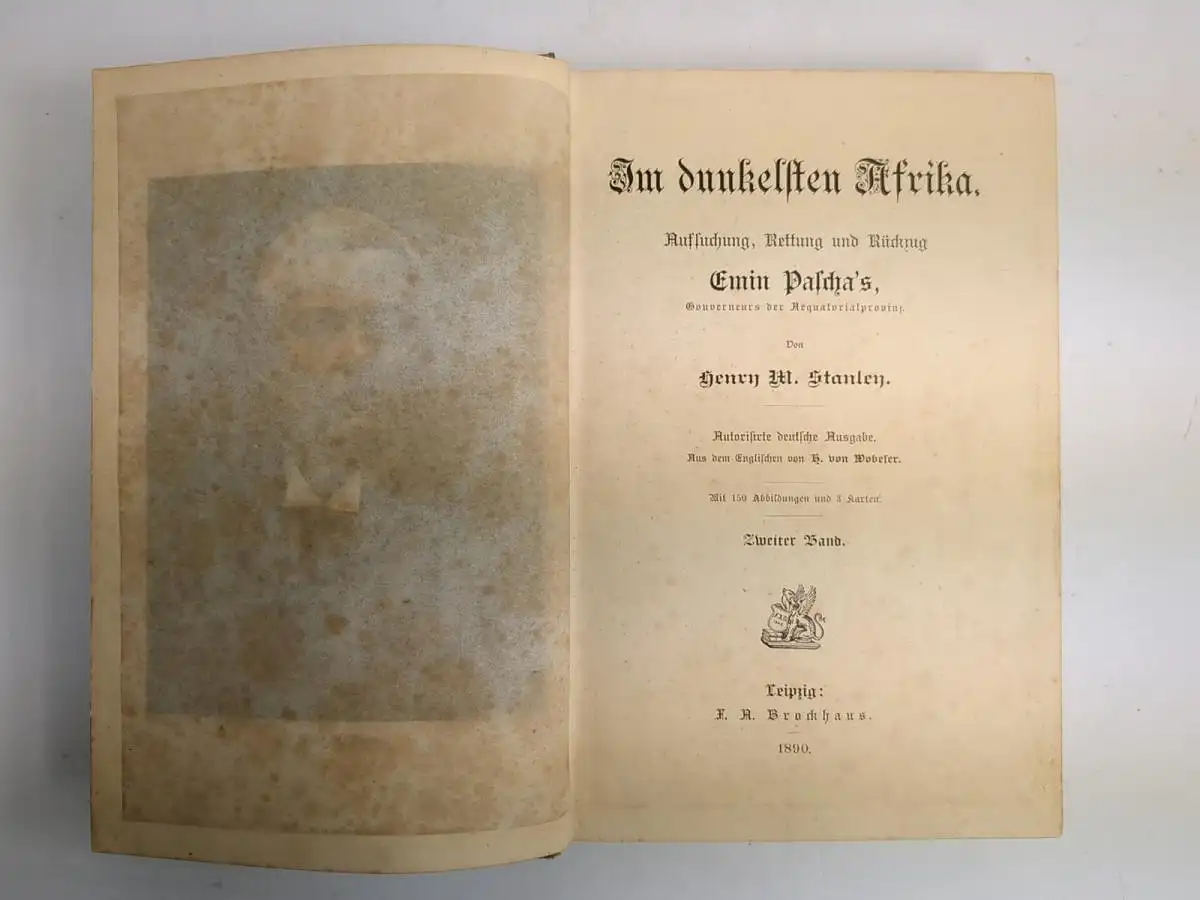 Im dunkelsten Afrika.
Aufsuchung, Rettung und Rückzug
Emin Pascha's,
Gouverneurs der Aequatorialprovinz.
Von
Henry M. Stanley.
Autorisirte deutsche Ausgabe.
Aus dem Englischen von H. von Wobeser.
Mit 150 Abbildungen und 3 Karten.
Zweiter Band.
Leipzig:
F. A. Brockhaus.
1890.